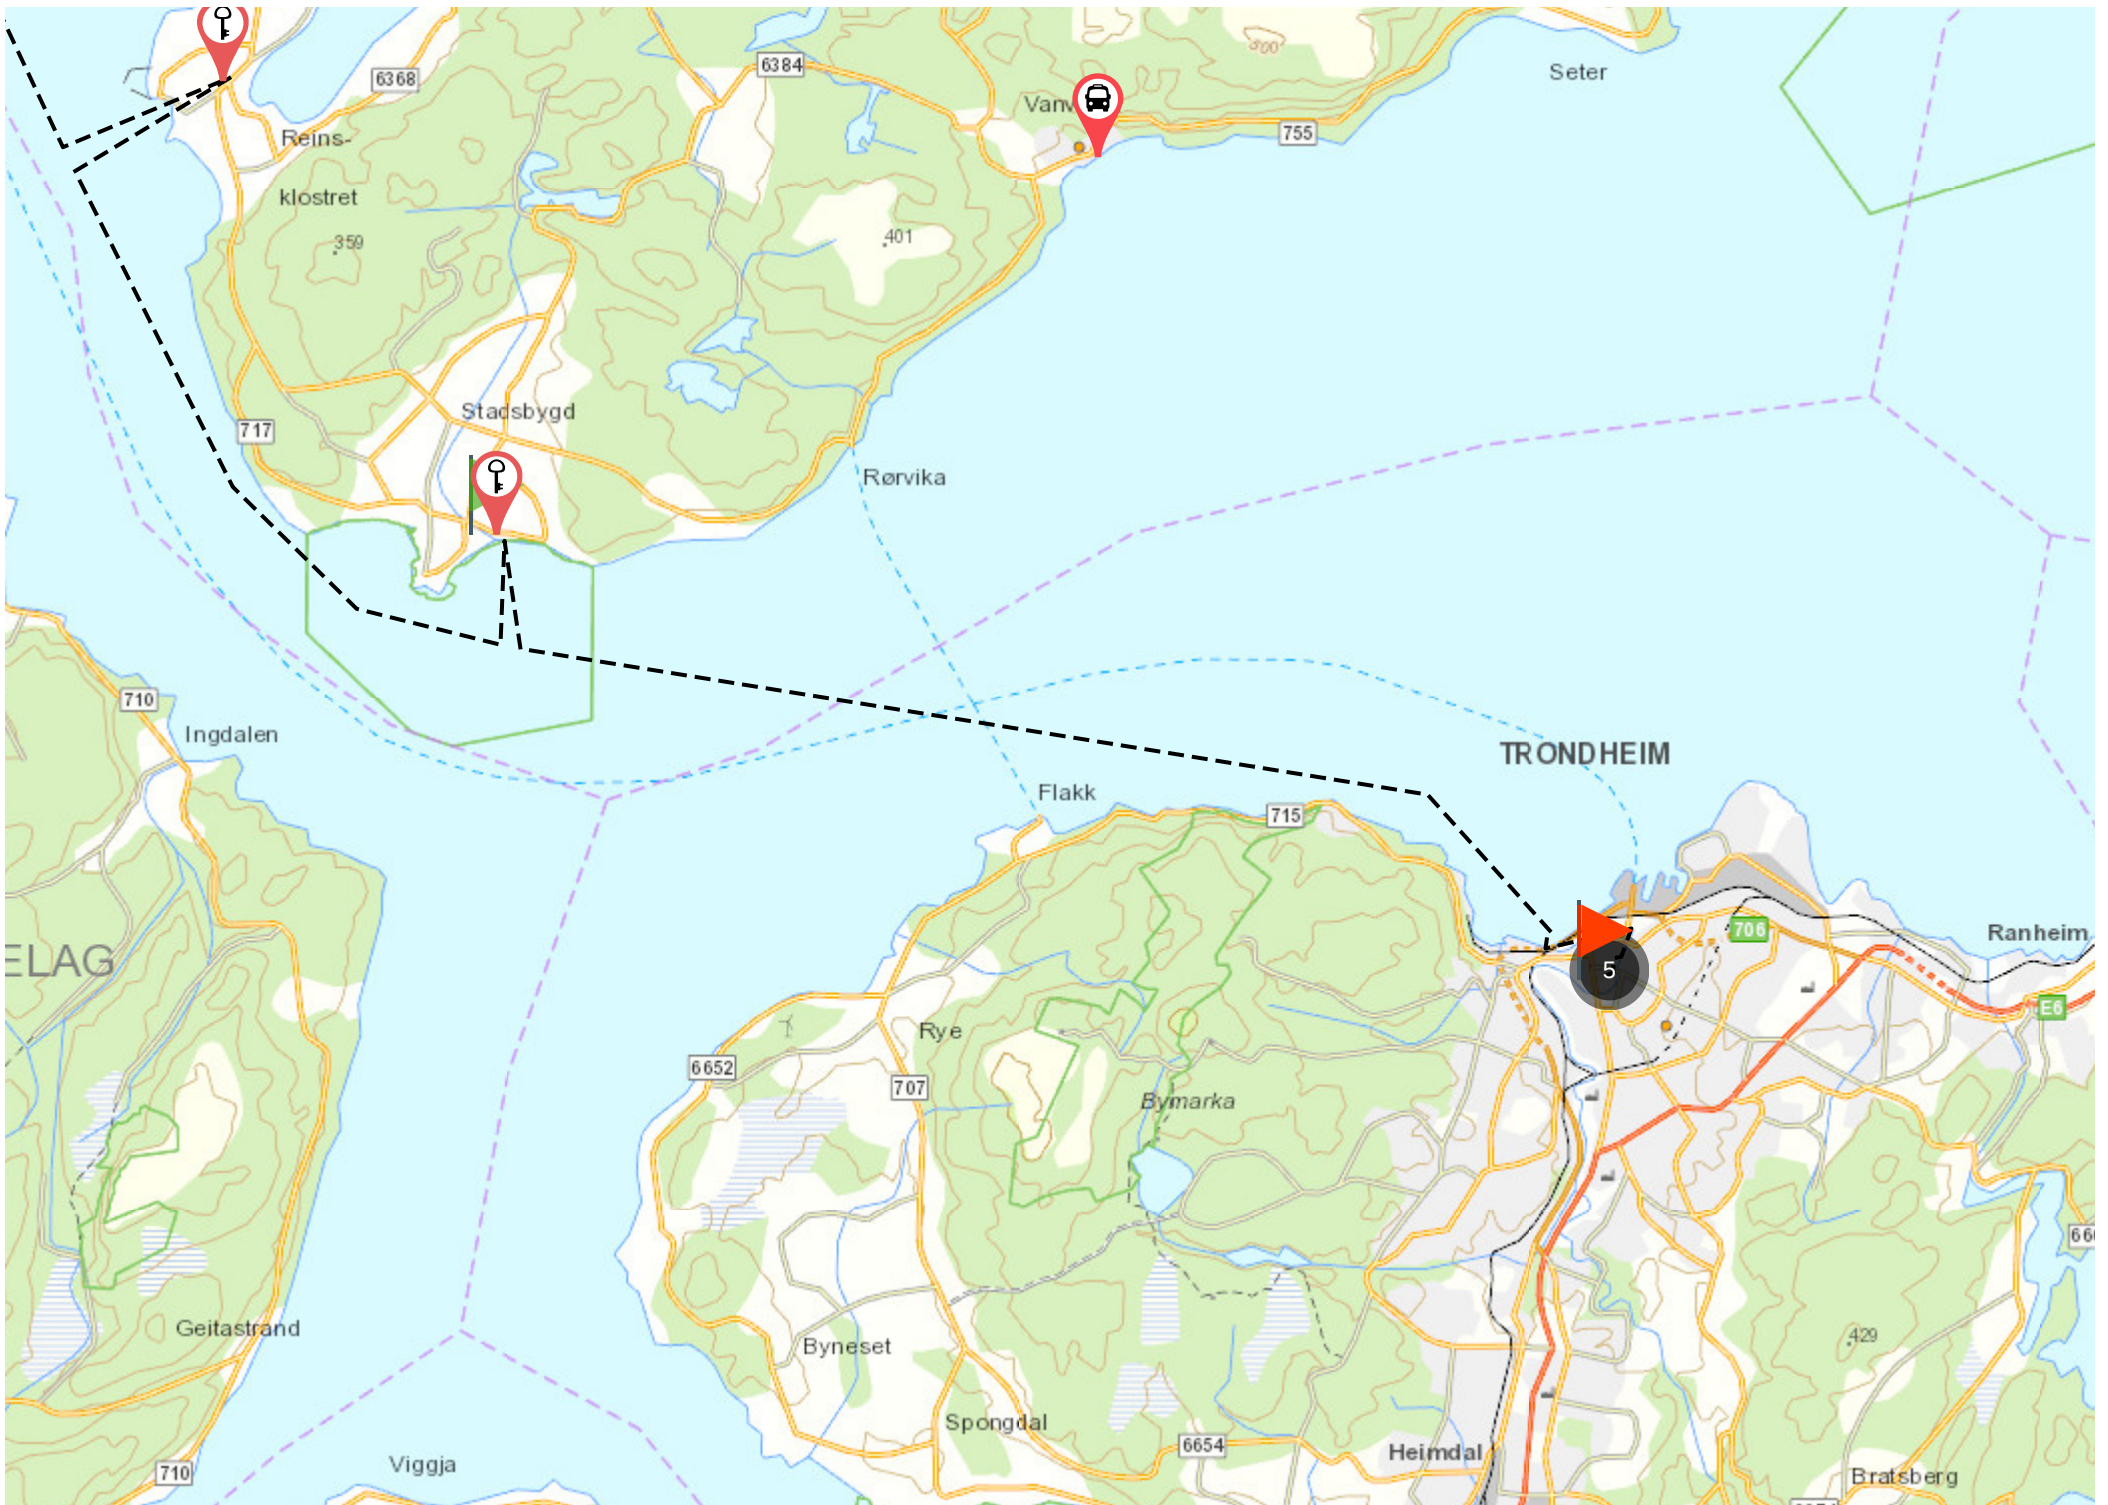 6384
300
Seter
6368
755
Reins-
klostret
359
401
Stadsbygd
717
Rørvika
710
Ingdalen
TRONDHEIM
Flakk
715
706
Ranheim
ELAG
5
E6
Rye
6652
707
Bymarka
Geitastrand
Byneset
429
Spongdal
6654
Heimdal
Viggja
710
Bratsberg